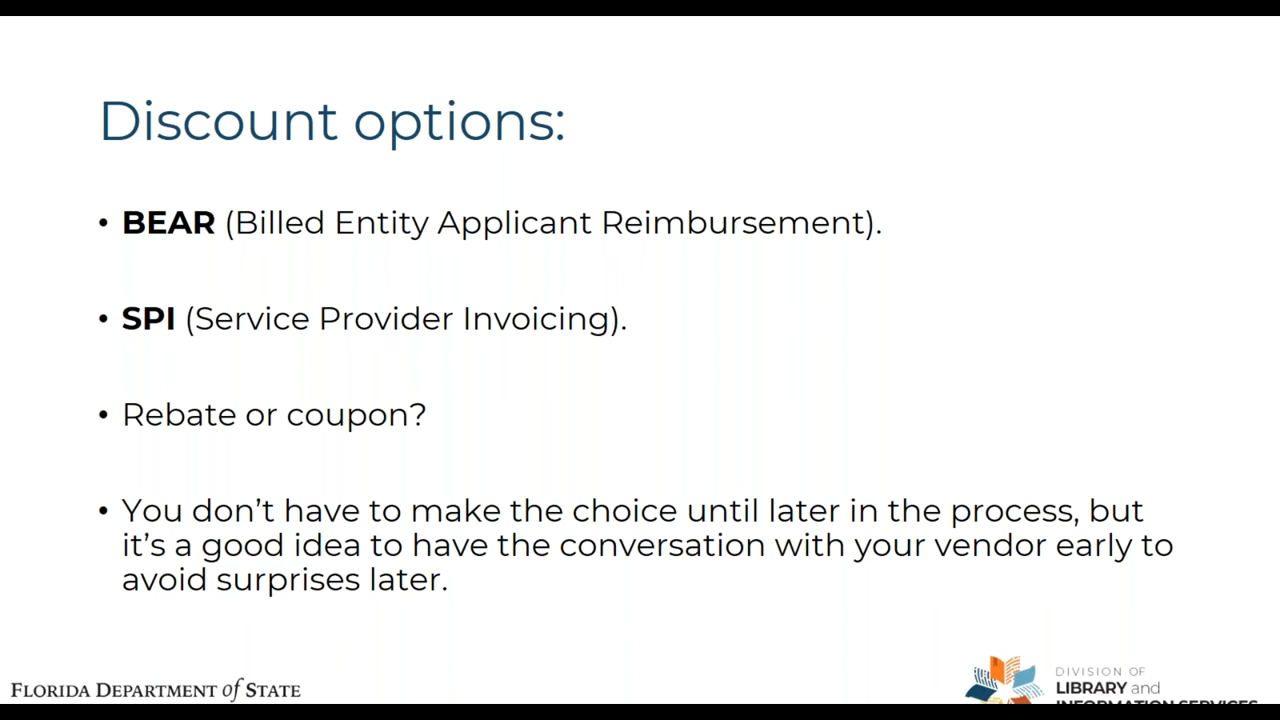 Discount options:
• BEAR (Billed Entity Applicant Reimbursement).
• SPI (Service Provider Invoicing).
• Rebate or coupon?
• You don’t have to make the choice until later in the process, but
it’s a good idea to have the conversation with your vendor early to
avoid surprises later.
FLORIDA DEPARTMENT of STATE
DIVISION OF
LIBRARY and
INFORMATION SERVICES